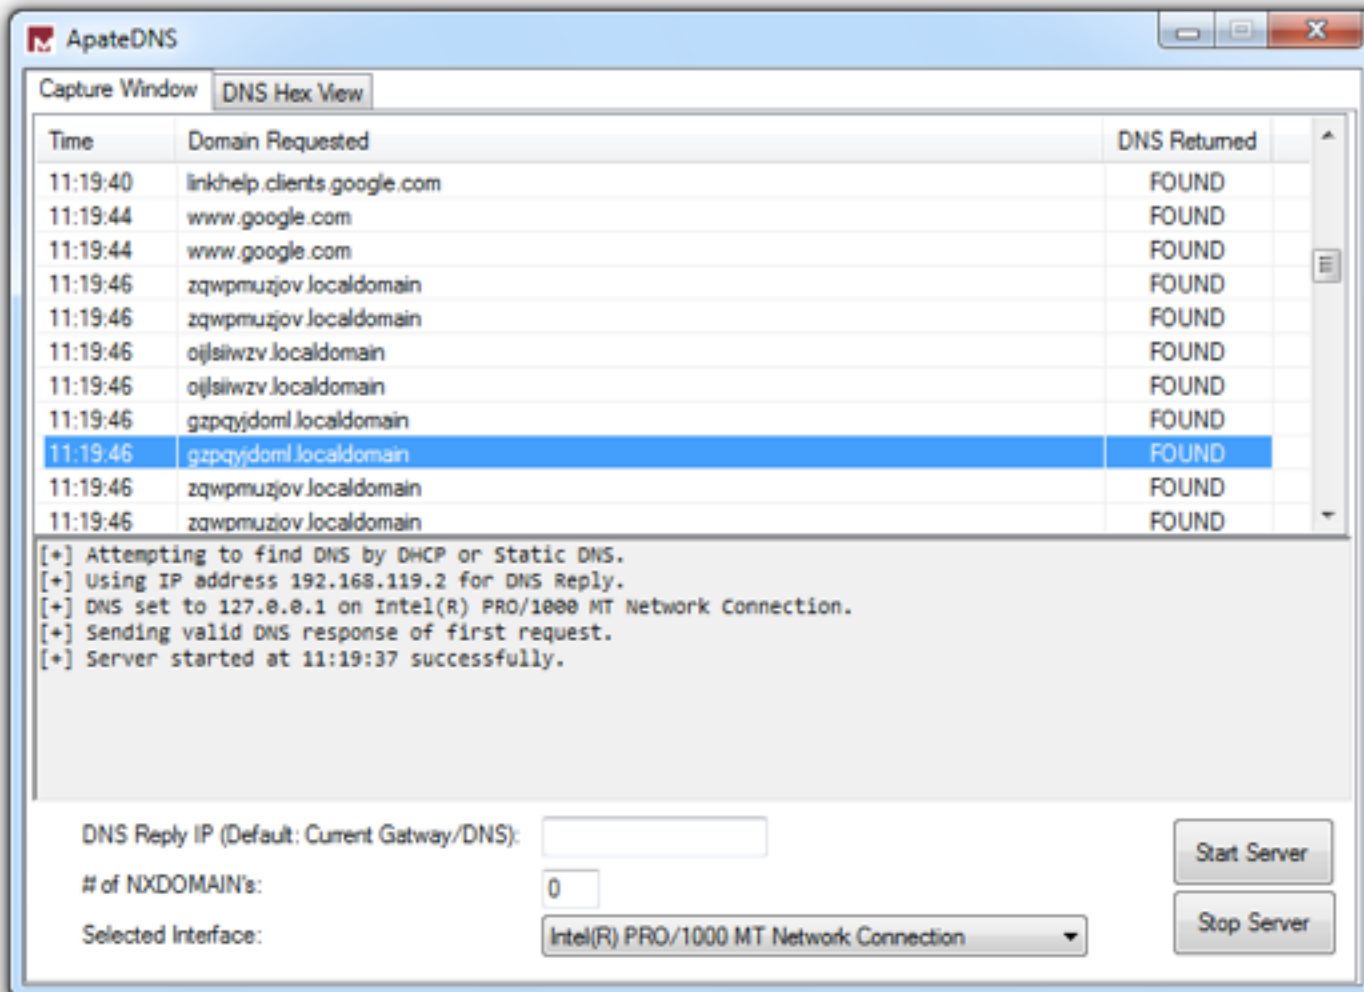 ApateDNS
Capture Window DNS Hex View
Time Domain Requested DNS Returned
11:19:40 linkhelp.clients.google.com FOUND
11:19:44 www.google.com FOUND
11:19:44 www.google.com FOUND
11:19:46 zqwpmuzjov.localdomain FOUND
11:19:46 zqwpmuzjov.localdomain FOUND
11:19:46 oijlsiiwzv.localdomain FOUND
11:19:46 oijlsiiwzv.localdomain FOUND
11:19:46 gzpqyjdoml.localdomain FOUND
11:19:46 gzpqyjdoml.localdomain FOUND
11:19:46 zqwpmuzjov.localdomain FOUND
11:19:46 zqwpmuzjov.localdomain FOUND
[+] Attempting to find DNS by DHCP or Static DNS.
[+] Using IP address 192.168.119.2 for DNS Reply.
[+] DNS set to 127.0.0.1 on Intel(R) PRO/1000 MT Network Connection.
[+] Sending valid DNS response of first request.
[+] Server started at 11:19:37 successfully.
DNS Reply IP (Default: Current Gatway/DNS):
Start Server
# of NXDOMAIN's: 0
Stop Server
Selected Interface: Intel(R) PRO/1000 MT Network Connection